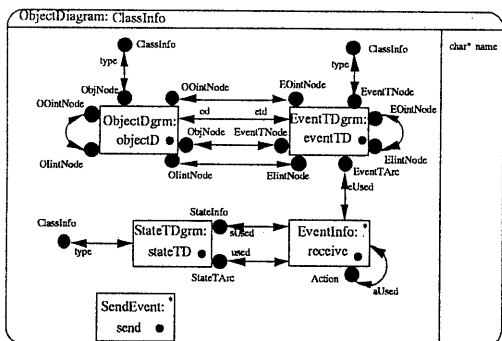 ObjectDiagram: ClassInfo
char* name
ClassInfo
type
ObjNode
OOintNode
OOintNode
ObjectDgrm:
objectD
OIintNode
ObjNode
OIintNode
od
etd
ClassInfo
type
EventTNode
EOintNode
EOintNode
EventTDgrm:
eventTD
EventTNode
EIintNode
EIintNode
EventTArc
eUsed
ClassInfo
type
StateTDgrm:
stateTD
StateInfo
sUsed
used
StateTArc
EventInfo: *
receive
Action
aUsed
SendEvent: *
send